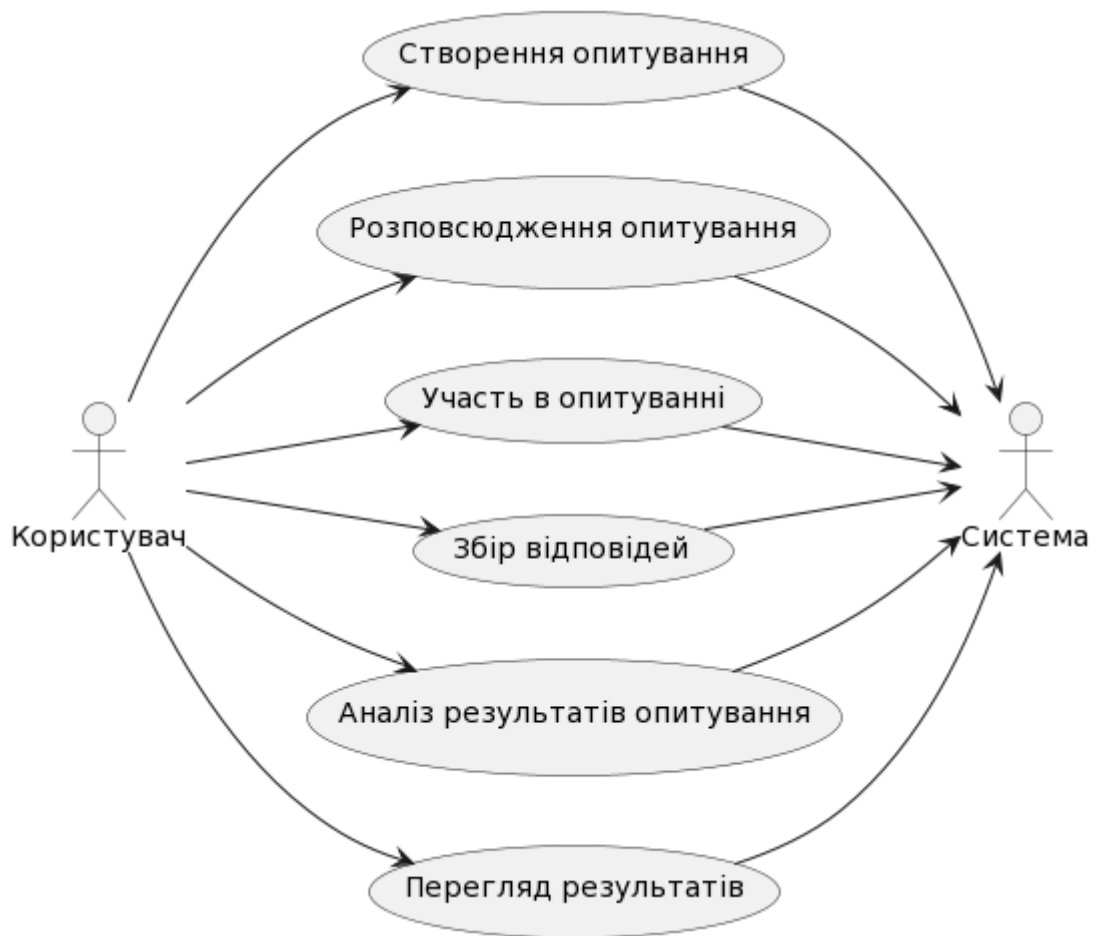 Створення опитування
Розповсюдження опитування
Участь в опитуванні
Користувач
Система
Збір відповідей
Аналіз результатів опитування
Перегляд результатів